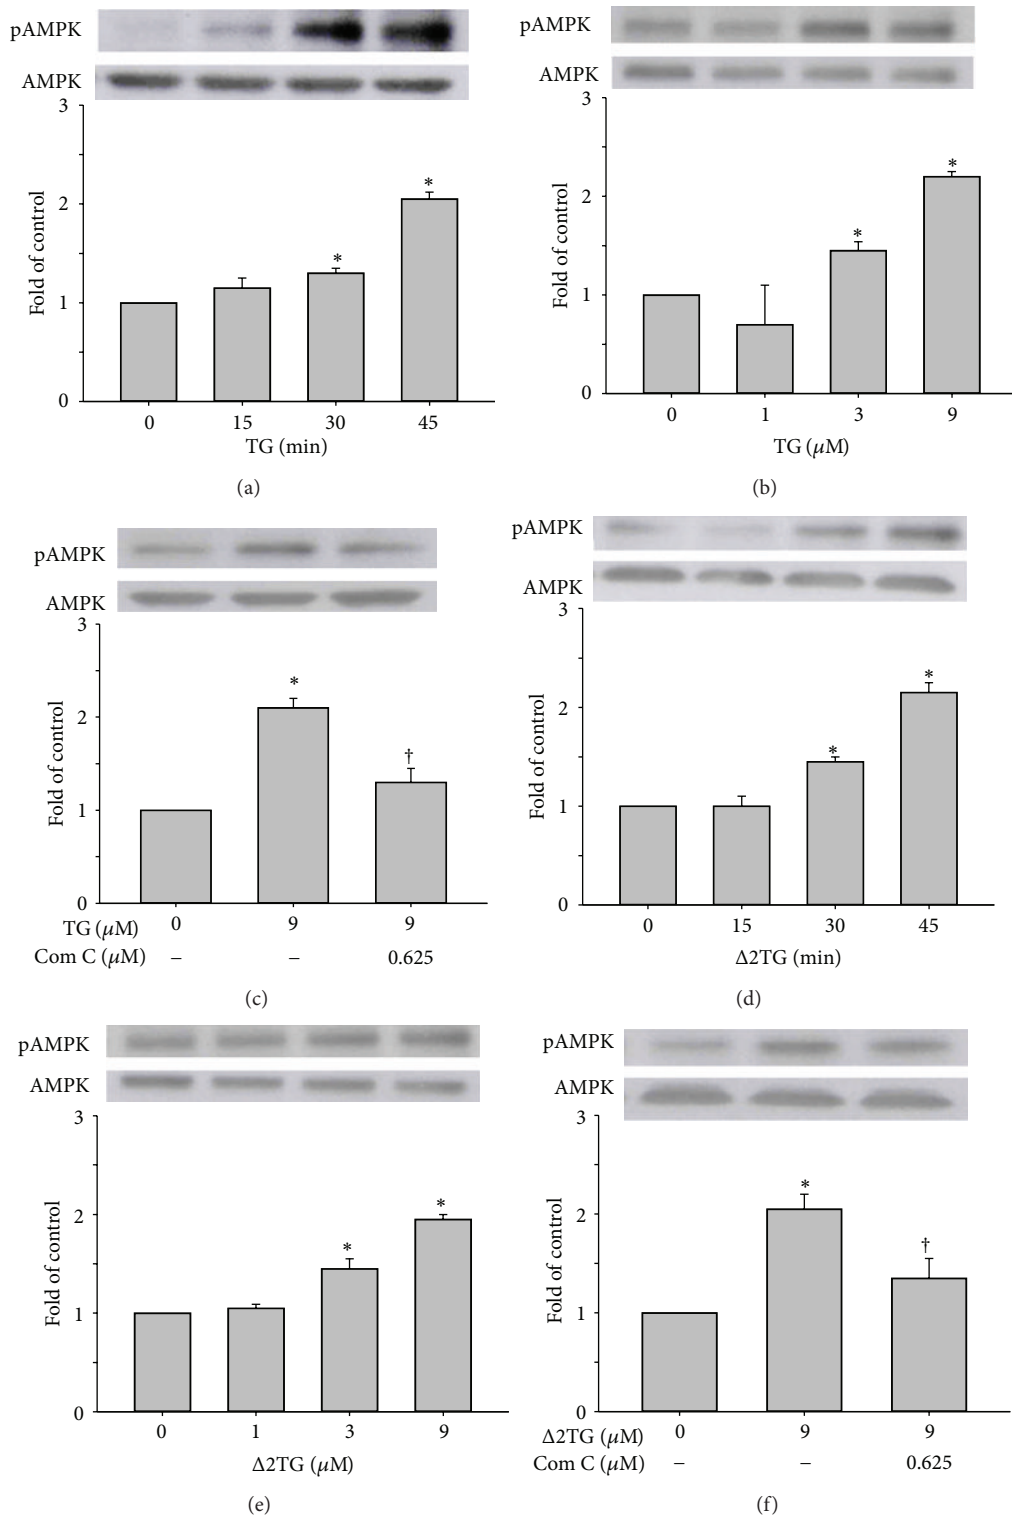 pAMPK
AMPK
3
2
1
0
Fold of control
*
*
0 15 30 45
TG (min)
(a)
pAMPK
AMPK
3
2
1
0
Fold of control
*
*
0 1 3 9
TG (μM)
(b)
pAMPK
AMPK
3
2
1
0
Fold of control
*
†
TG (μM) 0 9 9
Com C (μM) – – 0.625
(c)
pAMPK
AMPK
3
2
1
0
Fold of control
*
*
0 15 30 45
Δ2TG (min)
(d)
pAMPK
AMPK
3
2
1
0
Fold of control
*
*
0 1 3 9
Δ2TG (μM)
(e)
pAMPK
AMPK
3
2
1
0
Fold of control
*
†
Δ2TG (μM) 0 9 9
Com C (μM) – – 0.625
(f)